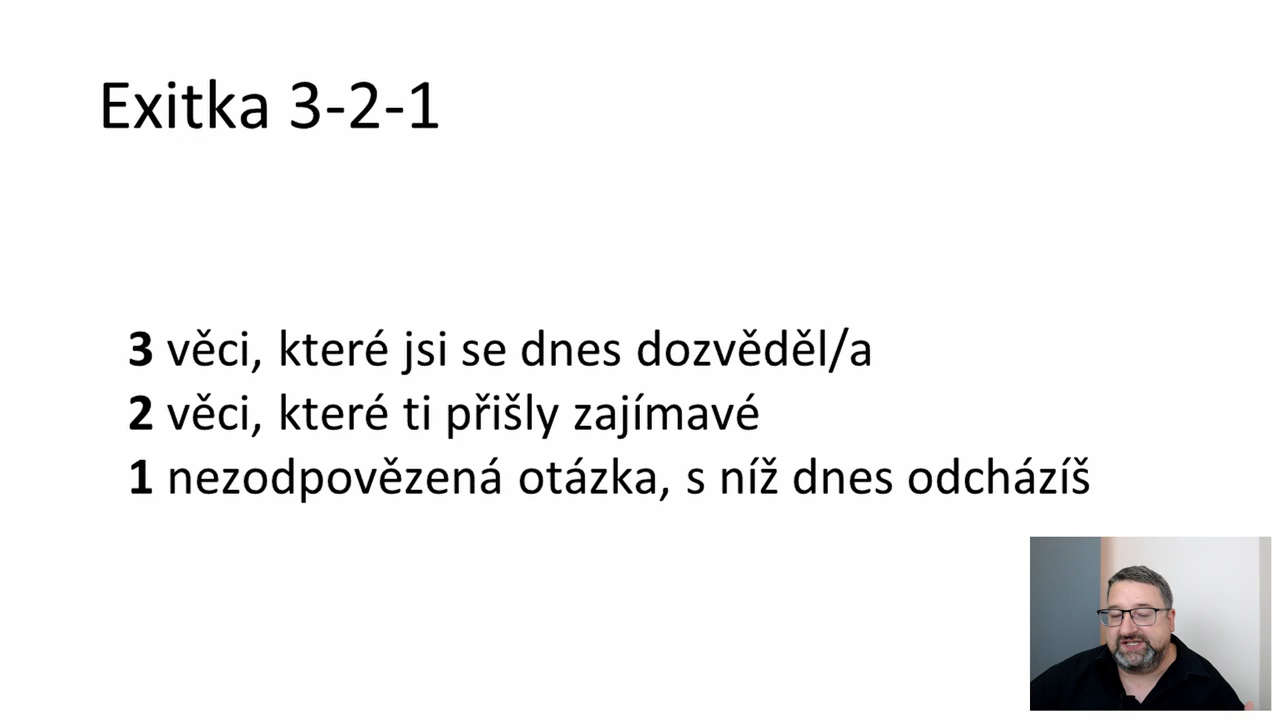 Exitka 3-2-1
3 věci, které jsi se dnes dozvěděl/a
2 věci, které ti přišly zajímavé
1 nezodpovězená otázka, s níž dnes odcházíš